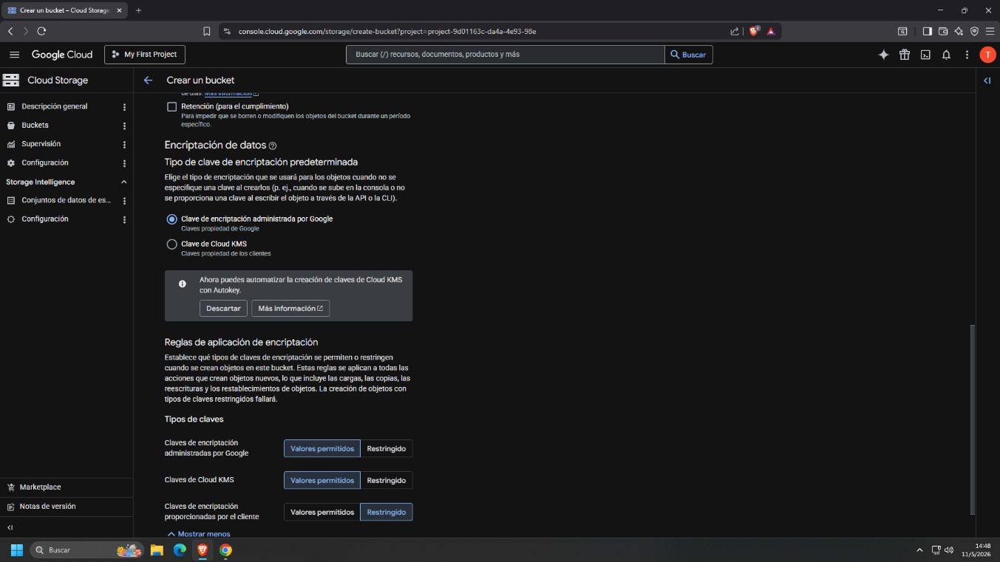 Crear un bucket – Cloud Storage
console.cloud.google.com/storage/create-bucket?project=project-9d01163c-da4a-4e93-98e
1
Google Cloud
My First Project
Buscar (/) recursos, documentos, productos y más
Buscar
T
Cloud Storage
Crear un bucket
Descripción general
Buckets
Supervisión
Configuración
Storage Intelligence
Conjuntos de datos de es...
Configuración
Marketplace
Notas de versión
de días. Más información
Retención (para el cumplimiento)
Para impedir que se borren o modifiquen los objetos del bucket durante un período
específico.
Encriptación de datos
Tipo de clave de encriptación predeterminada
Elige el tipo de encriptación que se usará para los objetos cuando no se
especifique una clave al crearlos (p. ej., cuando se sube en la consola o no
se proporciona una clave al escribir el objeto a través de la API o la CLI).
Clave de encriptación administrada por Google
Claves propiedad de Google
Clave de Cloud KMS
Claves propiedad de los clientes
Ahora puedes automatizar la creación de claves de Cloud KMS
con Autokey.
Descartar
Más información
Reglas de aplicación de encriptación
Establece qué tipos de claves de encriptación se permiten o restringen
cuando se crean objetos en este bucket. Estas reglas se aplican a todas las
acciones que crean objetos nuevos, lo que incluye las cargas, las copias, las
reescrituras y los restablecimientos de objetos. La creación de objetos con
tipos de claves restringidos fallará.
Tipos de claves
Claves de encriptación
administradas por Google
Valores permitidos
Restringido
Claves de Cloud KMS
Valores permitidos
Restringido
Claves de encriptación
proporcionadas por el cliente
Valores permitidos
Restringido
Mostrar menos
Buscar
14:48
11/5/2026